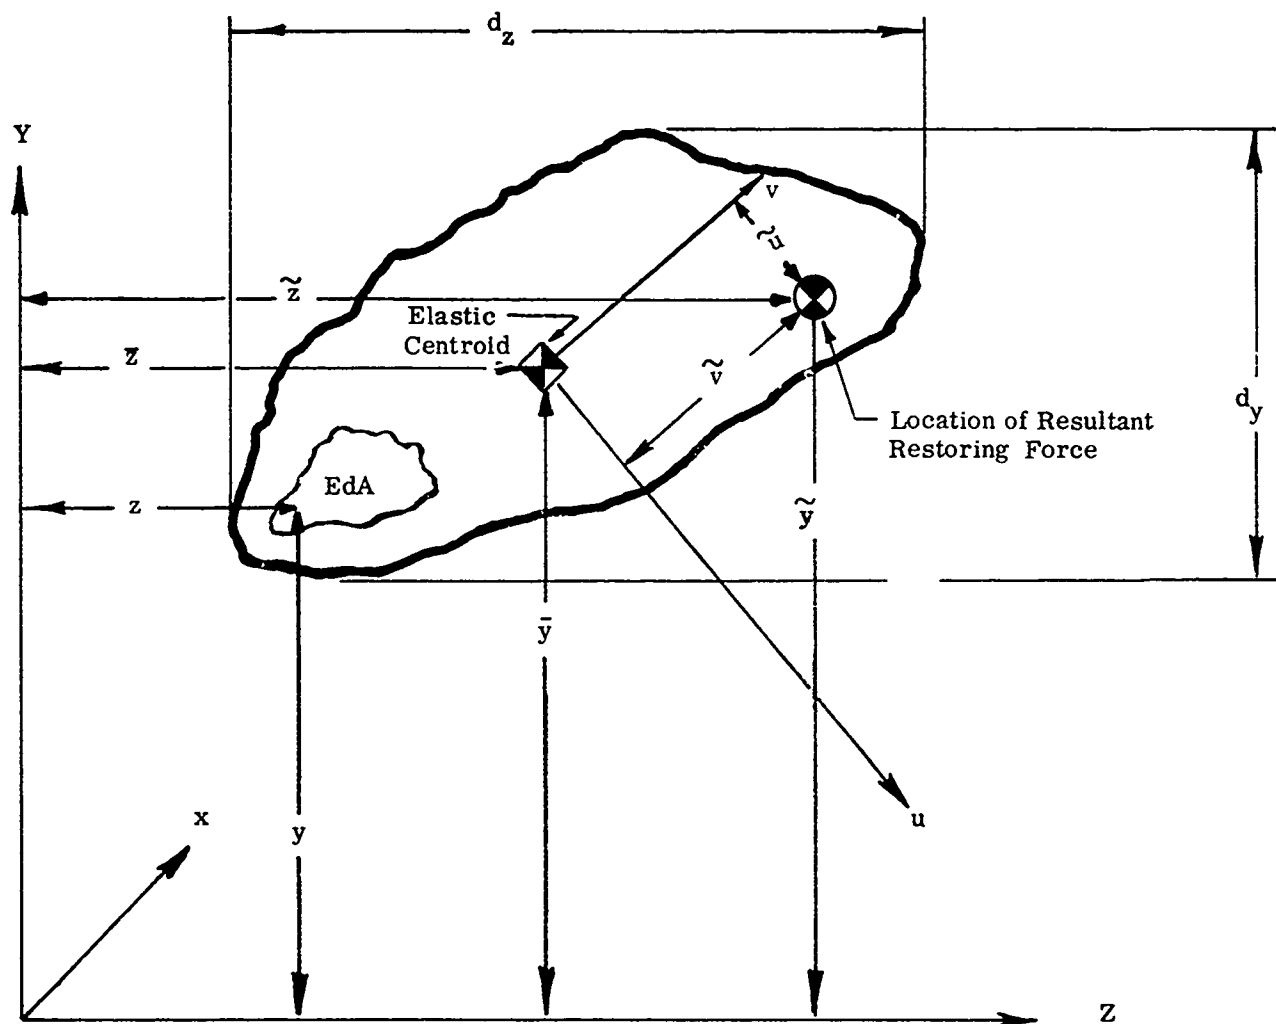 d_z
Y
v
ũ
z̃
Elastic
Centroid
z̄
ṽ
d_y
Location of Resultant
Restoring Force
EdA
z
ỹ
ȳ
x
u
y
Z